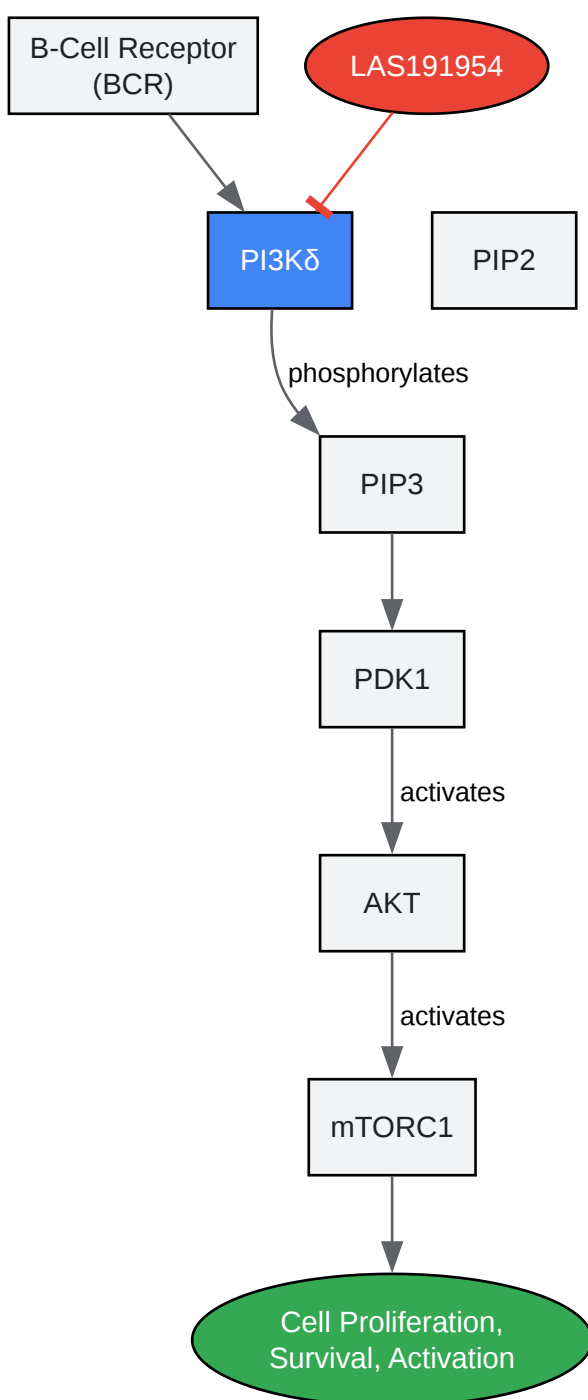 B-Cell Receptor
(BCR)
LAS191954
PI3Kδ
PIP2
phosphorylates
PIP3
PDK1
activates
AKT
activates
mTORC1
Cell Proliferation,
Survival, Activation